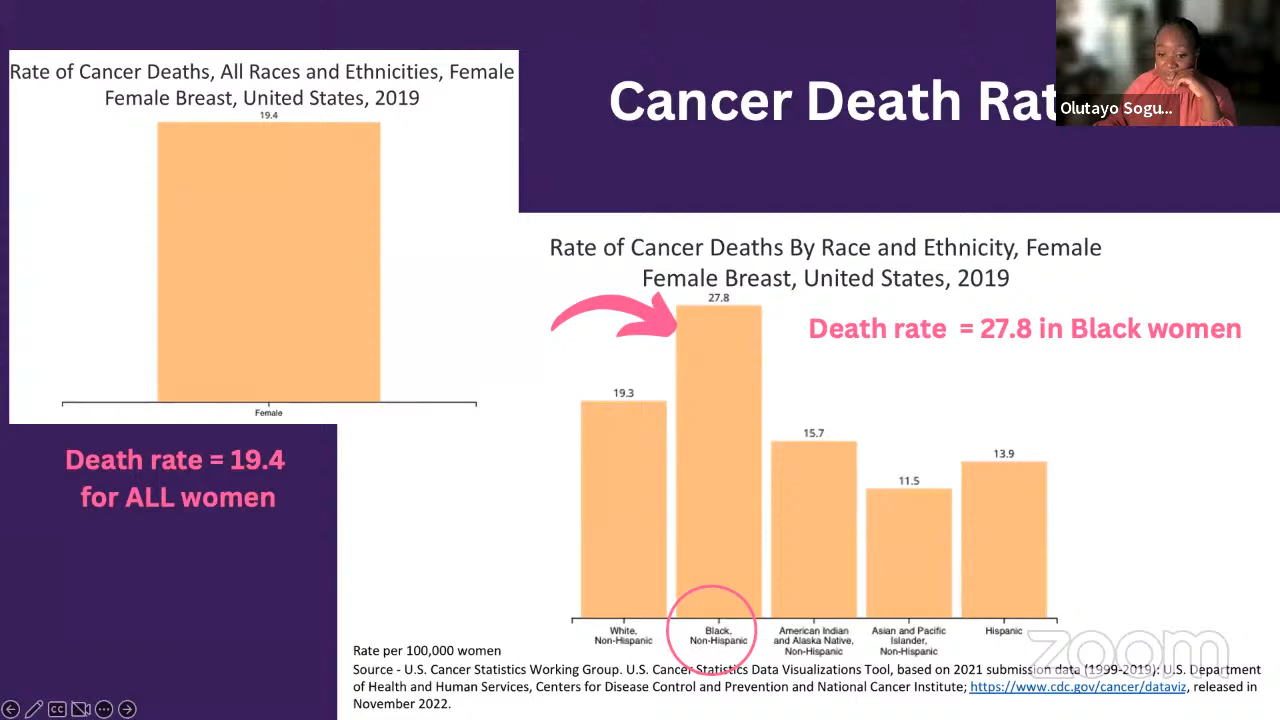 Rate of Cancer Deaths, All Races and Ethnicities, Female
Female Breast, United States, 2019
19.4
Female
Death rate = 19.4
for ALL women
Cancer Death Rat
Olutayo Sogu...
Rate of Cancer Deaths By Race and Ethnicity, Female
Female Breast, United States, 2019
27.8
Death rate = 27.8 in Black women
19.3
15.7
11.5
13.9
White,
Non-Hispanic
Black,
Non-Hispanic
American Indian
and Alaska Native,
Non-Hispanic
Asian and Pacific
Islander,
Non-Hispanic
Hispanic
zoom
Rate per 100,000 women
Source - U.S. Cancer Statistics Working Group. U.S. Cancer Statistics Data Visualizations Tool, based on 2021 submission data (1999-2019): U.S. Department
of Health and Human Services, Centers for Disease Control and Prevention and National Cancer Institute; https://www.cdc.gov/cancer/dataviz, released in
November 2022.
CC